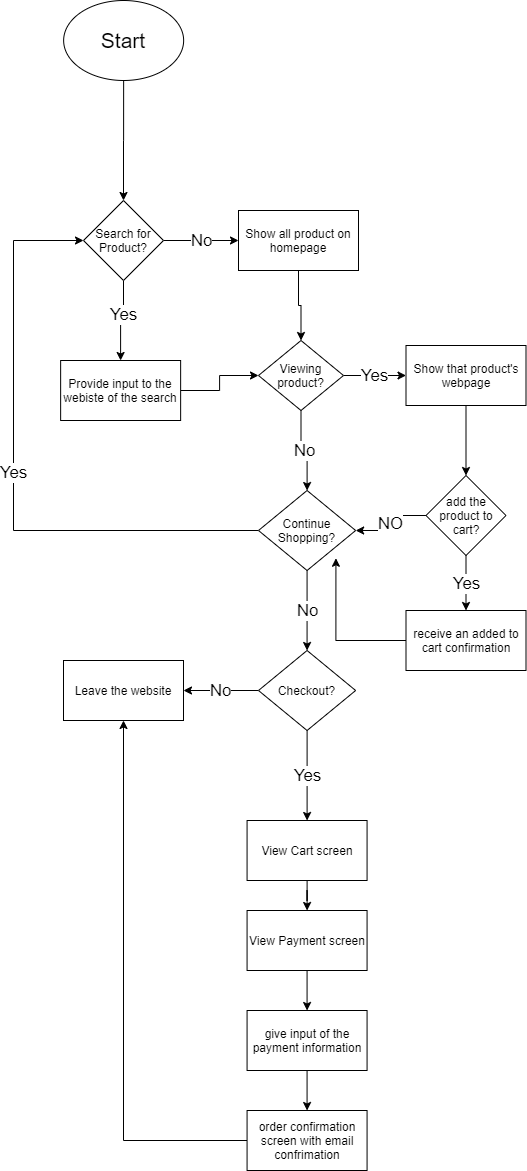 Start
Search for
Product?
No
Show all product on
homepage
Yes
Provide input to the
webiste of the search
Viewing
product?
Yes
Show that product's
webpage
No
Yes
Continue
Shopping?
NO
add the
product to
cart?
Yes
No
receive an added to
cart confirmation
Leave the website
No
Checkout?
Yes
View Cart screen
View Payment screen
give input of the
payment information
order confirmation
screen with email
confrimation